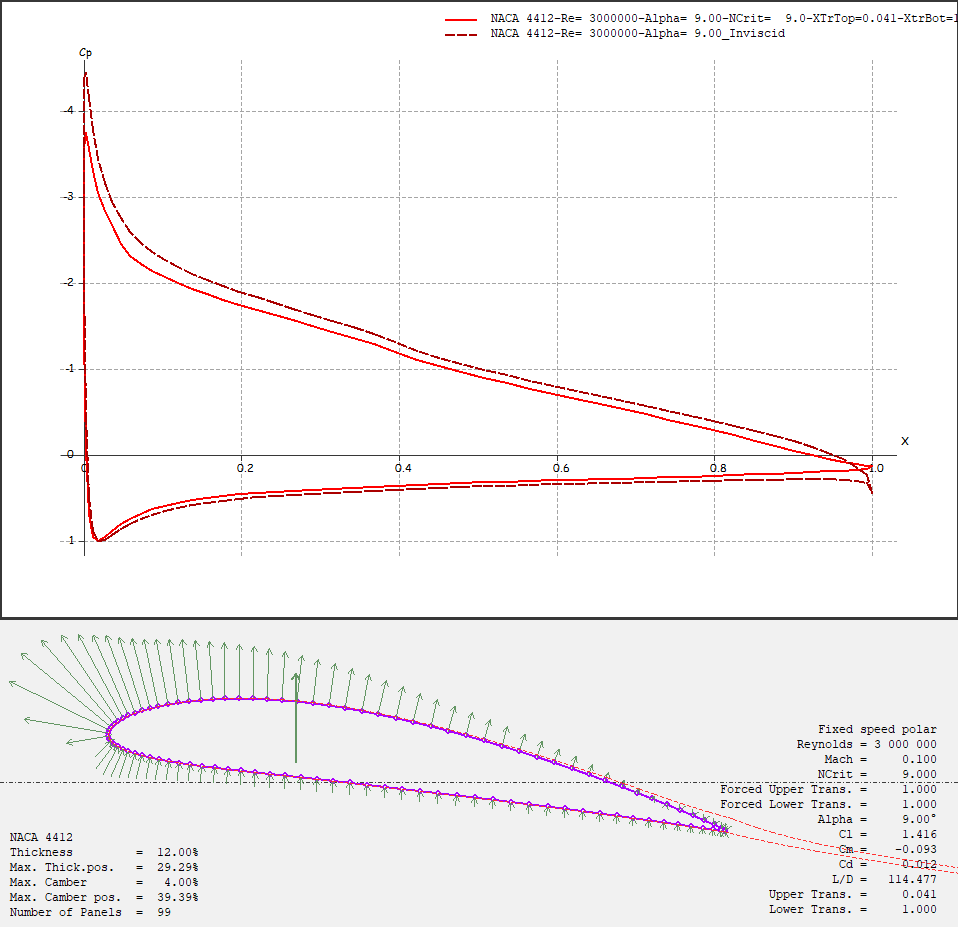 NACA 4412-Re= 3000000-Alpha= 9.00-NCrit=  9.0-XTrTop=0.041-XtrBot=1
NACA 4412-Re= 3000000-Alpha= 9.00_Inviscid
Cp
-4
-3
-2
-1
0
X
0 0.2 0.4 0.6 0.8 1.0
1
Fixed speed polar
Reynolds = 3 000 000
Mach = 0.100
NCrit = 9.000
Forced Upper Trans. = 1.000
Forced Lower Trans. = 1.000
Alpha = 9.00°
Cl = 1.416
Cm = -0.093
Cd = 0.012
L/D = 114.477
Upper Trans. = 0.041
Lower Trans. = 1.000
NACA 4412
Thickness = 12.00%
Max. Thick.pos. = 29.29%
Max. Camber = 4.00%
Max. Camber pos. = 39.39%
Number of Panels = 99